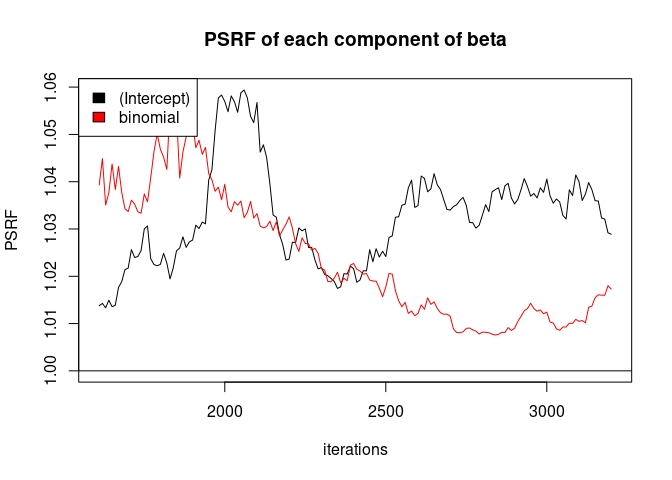 PSRF of each component of beta
(Intercept)
binomial
PSRF
1.06
1.05
1.04
1.03
1.02
1.01
1.00
2000 2500 3000
iterations